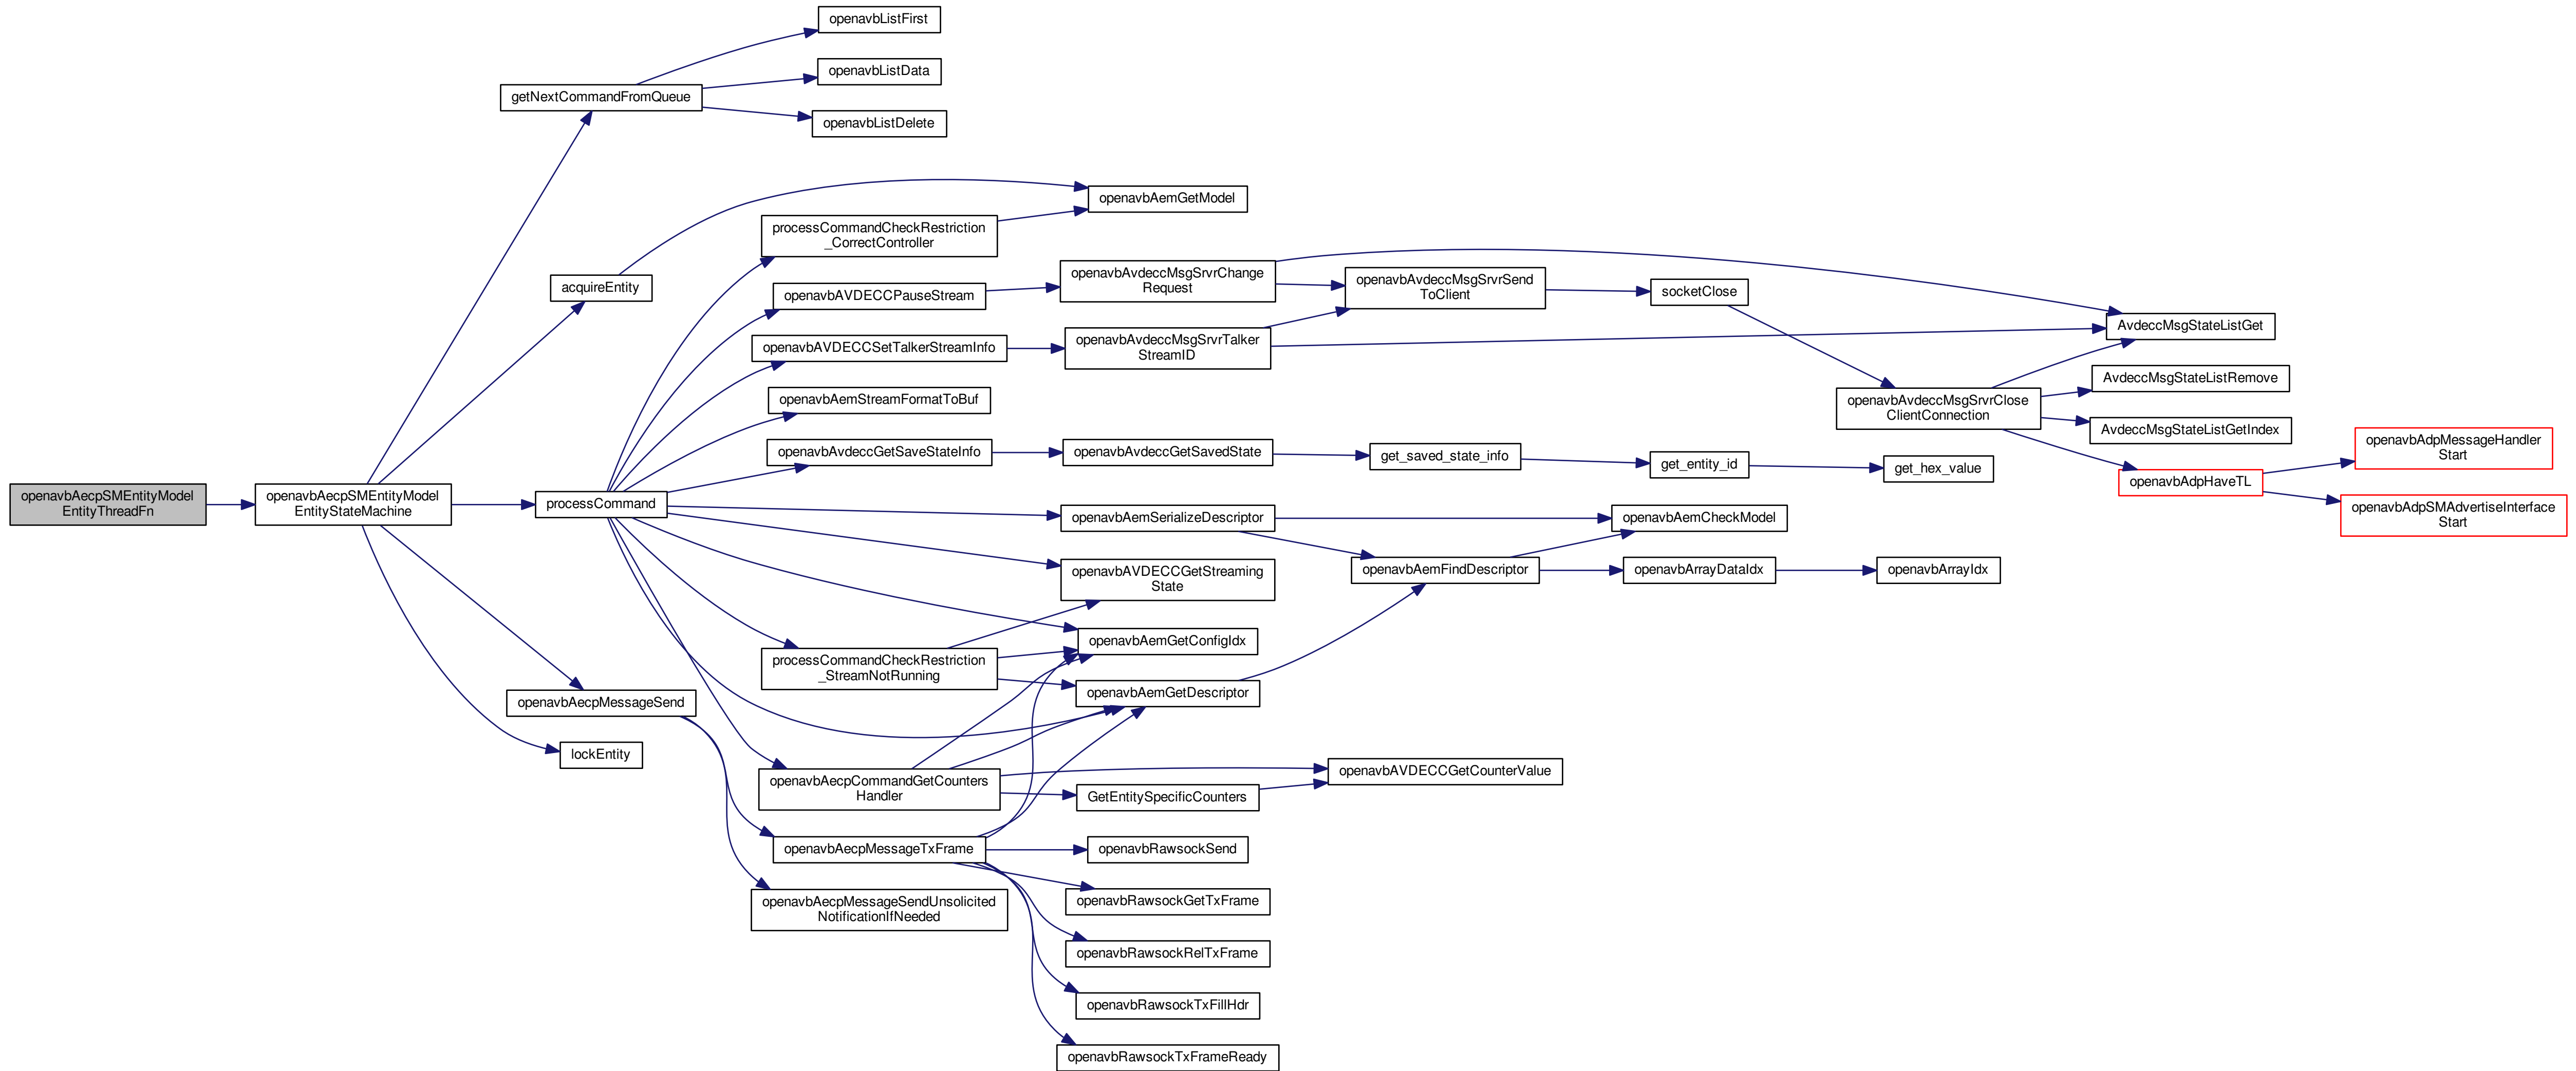 openavbListFirst
openavbListData
getNextCommandFromQueue
openavbListDelete
openavbAemGetModel
processCommandCheckRestriction
_CorrectController
acquireEntity
openavbAVDECCPauseStream
openavbAvdeccMsgSrvrChange
Request
openavbAvdeccMsgSrvrSend
ToClient
socketClose
AvdeccMsgStateListGet
openavbAVDECCSetTalkerStreamInfo
openavbAvdeccMsgSrvrTalker
StreamID
AvdeccMsgStateListRemove
openavbAemStreamFormatToBuf
openavbAvdeccMsgSrvrClose
ClientConnection
AvdeccMsgStateListGetIndex
openavbAvdeccGetSaveStateInfo
openavbAvdeccGetSavedState
get_saved_state_info
get_entity_id
get_hex_value
openavbAdpMessageHandler
Start
openavbAdpHaveTL
openavbAecpSMEntityModel
EntityThreadFn
openavbAecpSMEntityModel
EntityStateMachine
processCommand
openavbAemSerializeDescriptor
openavbAemCheckModel
openavbAdpSMAdvertiseInterface
Start
openavbAVDECCGetStreaming
State
openavbAemFindDescriptor
openavbArrayDataIdx
openavbArrayIdx
openavbAemGetConfigIdx
processCommandCheckRestriction
_StreamNotRunning
openavbAemGetDescriptor
openavbAecpMessageSend
lockEntity
openavbAecpCommandGetCounters
Handler
openavbAVDECCGetCounterValue
GetEntitySpecificCounters
openavbAecpMessageTxFrame
openavbRawsockSend
openavbRawsockGetTxFrame
openavbAecpMessageSendUnsolicited
NotificationIfNeeded
openavbRawsockRelTxFrame
openavbRawsockTxFillHdr
openavbRawsockTxFrameReady